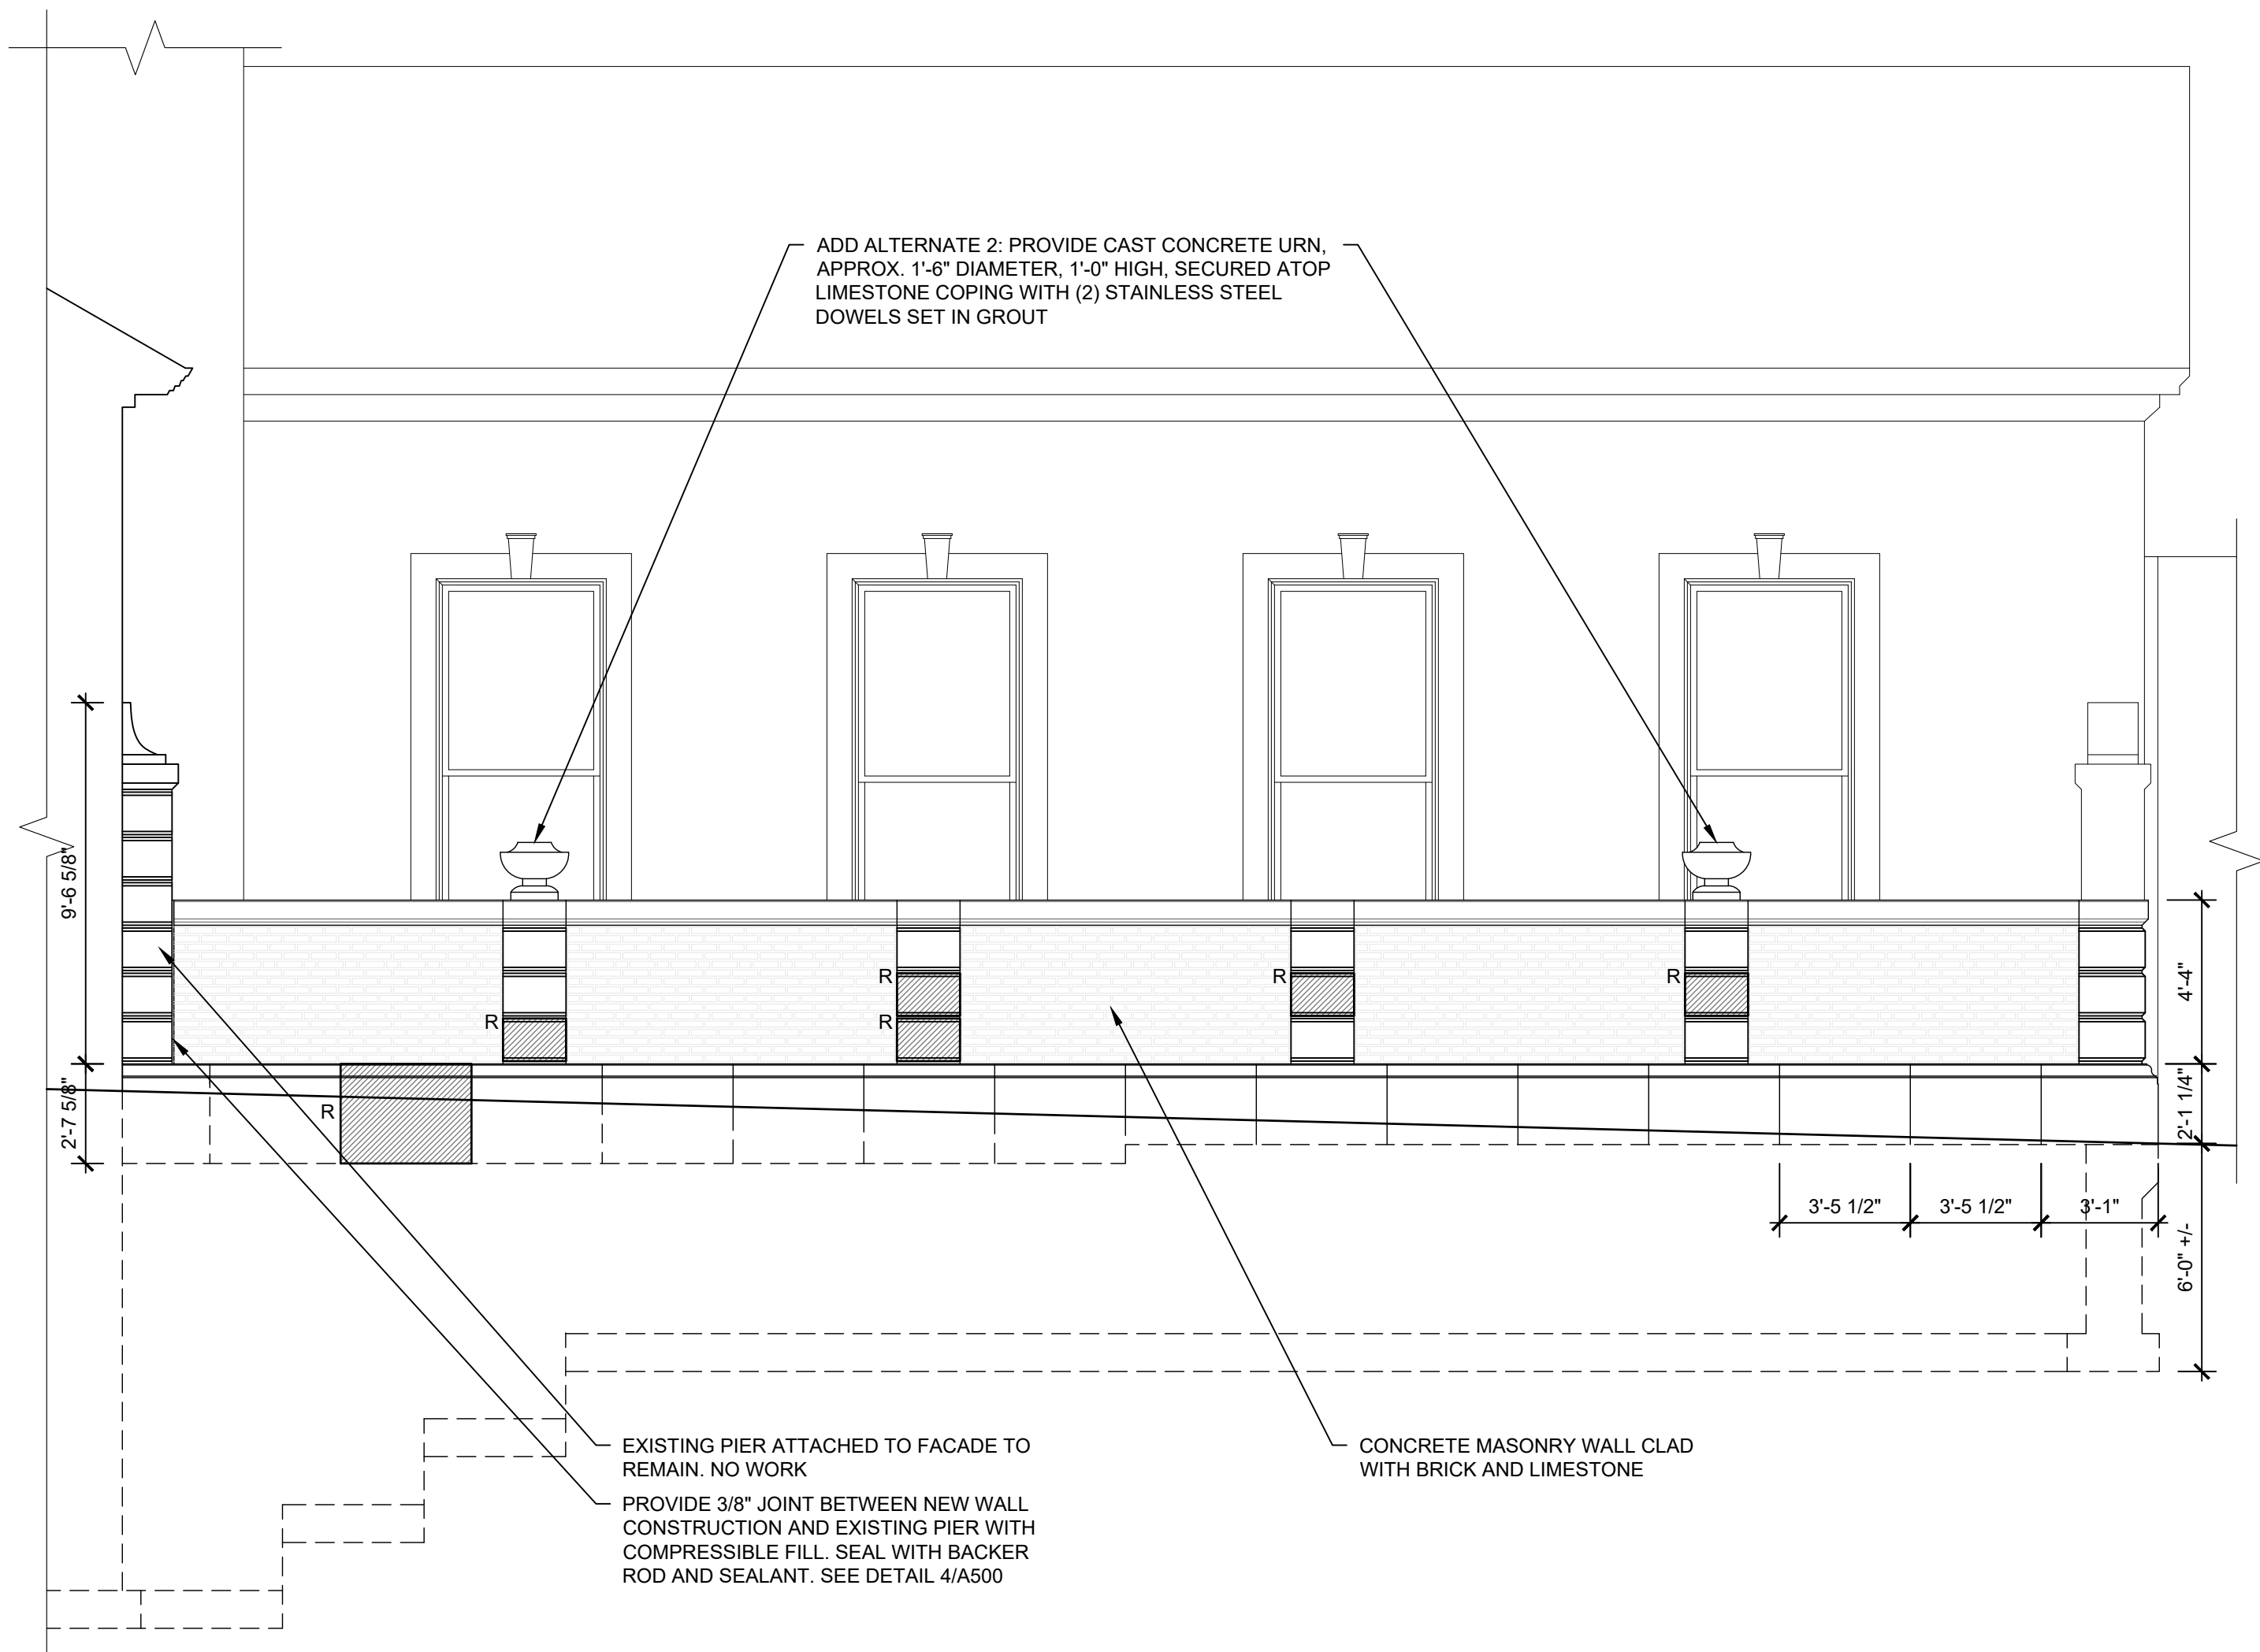 ADD ALTERNATE 2: PROVIDE CAST CONCRETE URN,
APPROX. 1'-6" DIAMETER, 1'-0" HIGH, SECURED ATOP
LIMESTONE COPING WITH (2) STAINLESS STEEL
DOWELS SET IN GROUT
9'-6 5/8"
2'-7 5/8"
R
R
R
R
R
R
4'-4"
2'-1 1/4"
3'-5 1/2"
3'-5 1/2"
3'-1"
6'-0" +/-
EXISTING PIER ATTACHED TO FACADE TO
REMAIN. NO WORK
PROVIDE 3/8" JOINT BETWEEN NEW WALL
CONSTRUCTION AND EXISTING PIER WITH
COMPRESSIBLE FILL. SEAL WITH BACKER
ROD AND SEALANT. SEE DETAIL 4/A500
CONCRETE MASONRY WALL CLAD
WITH BRICK AND LIMESTONE